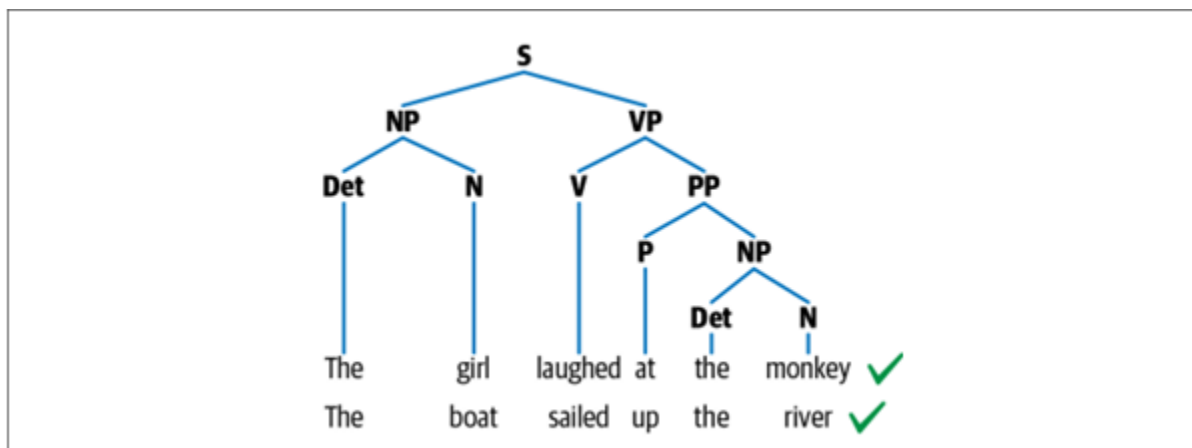 S
NP VP
Det N V PP
P NP
Det N
The girl laughed at the monkey
The boat sailed up the river